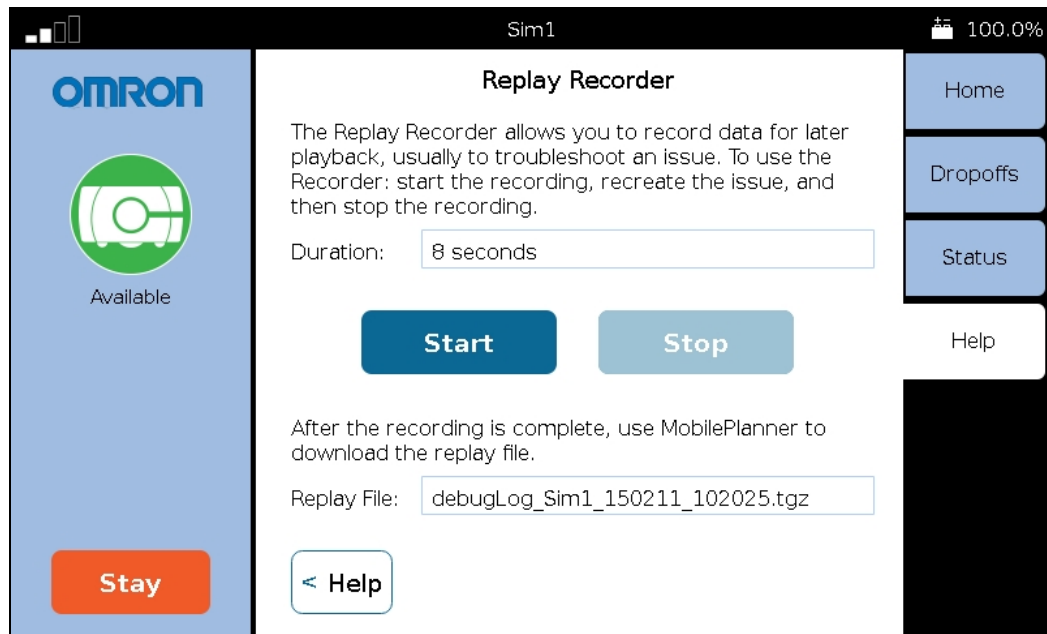 Sim1
100.0%
OMRON
Available
Stay
Replay Recorder
The Replay Recorder allows you to record data for later
playback, usually to troubleshoot an issue. To use the
Recorder: start the recording, recreate the issue, and
then stop the recording.
Duration: 8 seconds
Start Stop
After the recording is complete, use MobilePlanner to
download the replay file.
Replay File: debugLog_Sim1_150211_102025.tgz
< Help
Home
Dropoffs
Status
Help